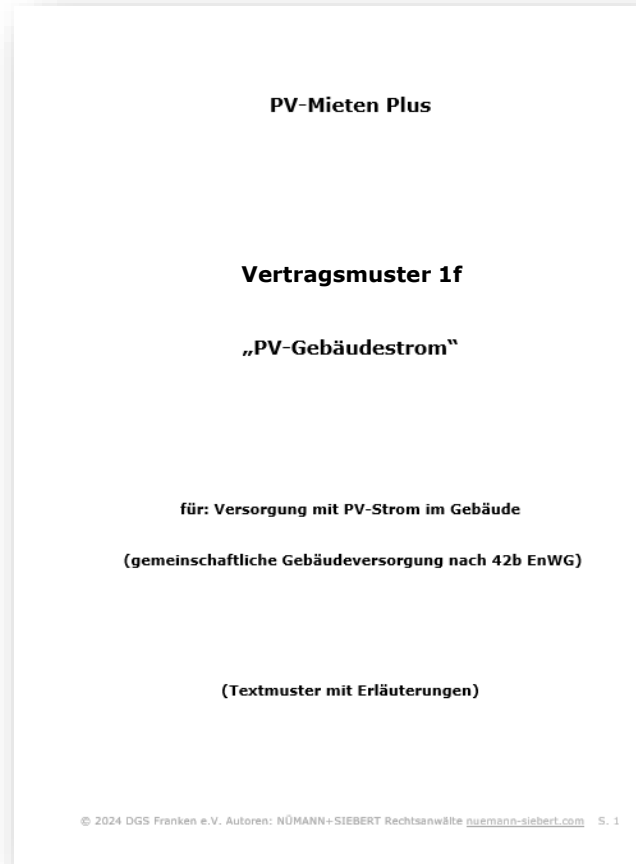 PV-Mieten Plus
Vertragsmuster 1f
„PV-Gebäudestrom“
für: Versorgung mit PV-Strom im Gebäude
(gemeinschaftliche Gebäudeversorgung nach 42b EnWG)
(Textmuster mit Erläuterungen)
© 2024 DGS Franken e.V. Autoren: NÜMANN+SIEBERT Rechtsanwälte nuemann-siebert.com S. 1